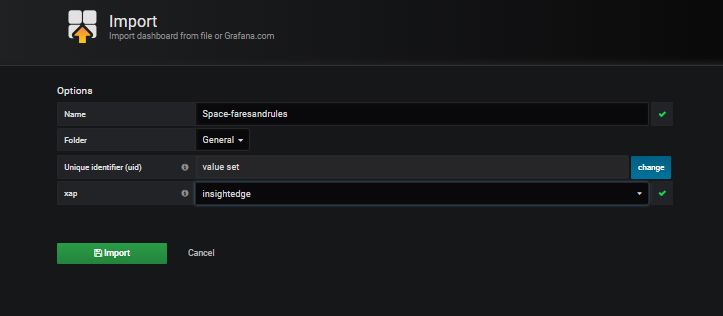 Import
Import dashboard from file or Grafana.com
Options
Name Space-faresandrules
Folder General
Unique identifier (uid) value set change
xap insightedge
Import Cancel